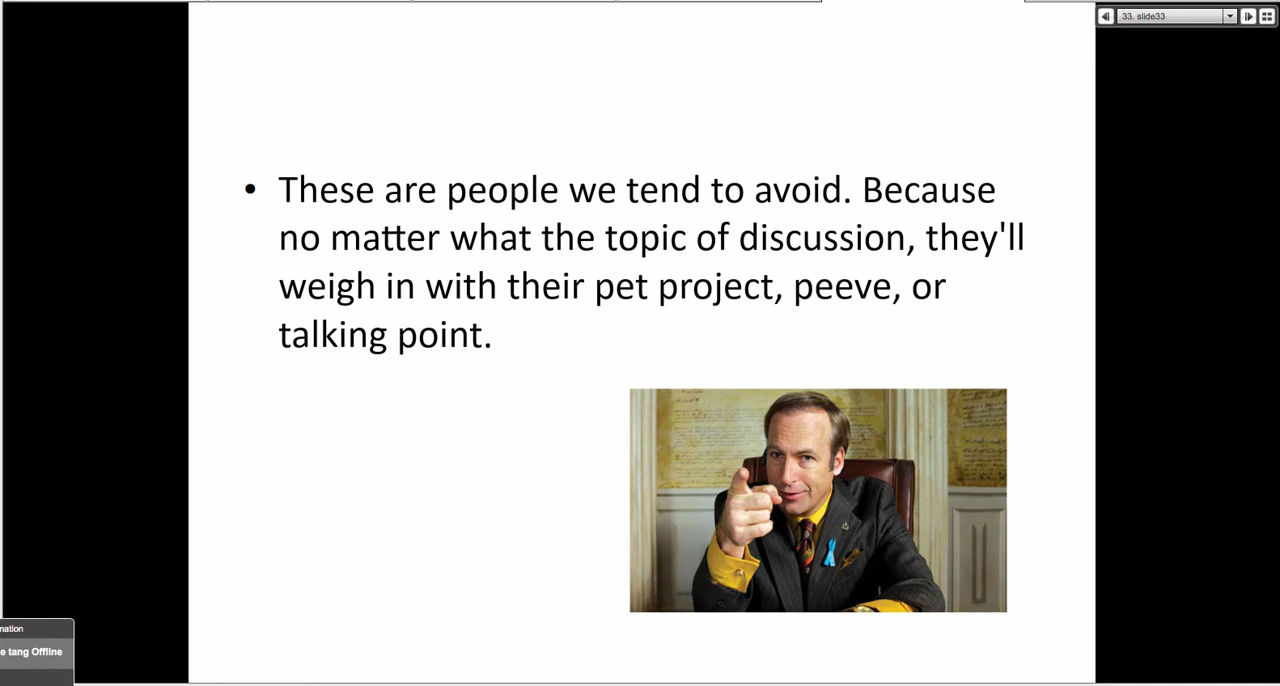 33. slide33
• These are people we tend to avoid. Because
no matter what the topic of discussion, they'll
weigh in with their pet project, peeve, or
talking point.
mation
e tang Offline